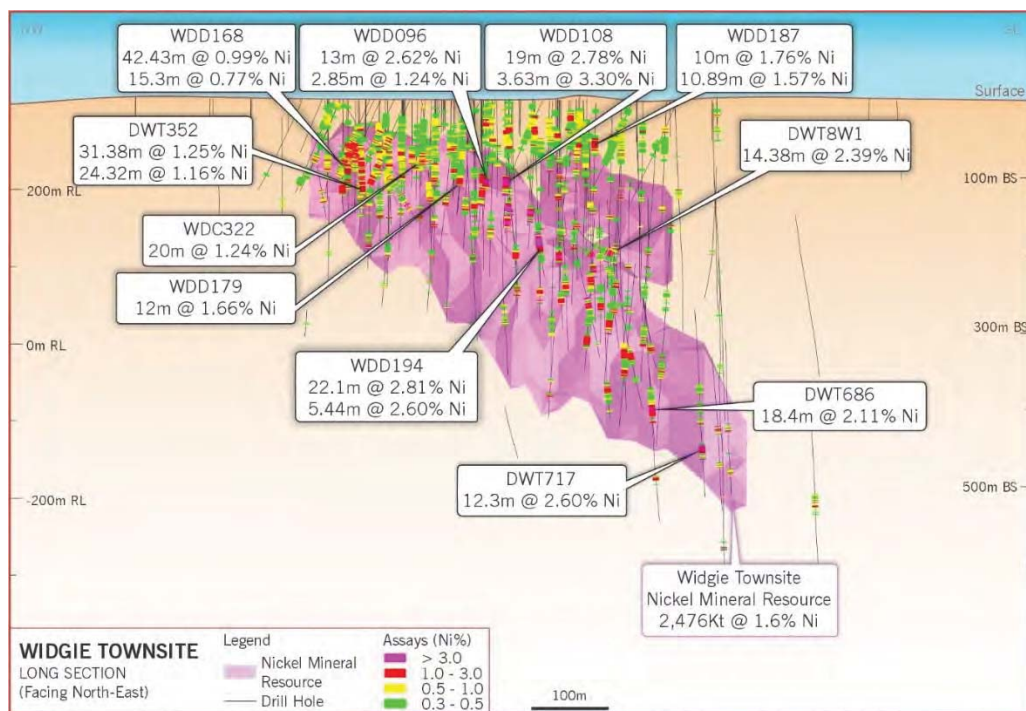 NW
SE
WDD168
42.43m @ 0.99% Ni
15.3m @ 0.77% Ni
WDD096
13m @ 2.62% Ni
2.85m @ 1.24% Ni
WDD108
19m @ 2.78% Ni
3.63m @ 3.30% Ni
WDD187
10m @ 1.76% Ni
10.89m @ 1.57% Ni
Surface
DWT352
31.38m @ 1.25% Ni
24.32m @ 1.16% Ni
DWT8W1
14.38m @ 2.39% Ni
200m RL
100m BS
WDC322
20m @ 1.24% Ni
WDD179
12m @ 1.66% Ni
0m RL
300m BS
WDD194
22.1m @ 2.81% Ni
5.44m @ 2.60% Ni
DWT686
18.4m @ 2.11% Ni
DWT717
12.3m @ 2.60% Ni
-200m RL
500m BS
Widgie Townsite
Nickel Mineral Resource
2,476Kt @ 1.6% Ni
WIDGIE TOWNSITE
LONG SECTION
(Facing North-East)
Legend
Nickel Mineral
Resource
Drill Hole
Assays (Ni%)
> 3.0
1.0 - 3.0
0.5 - 1.0
0.3 - 0.5
100m